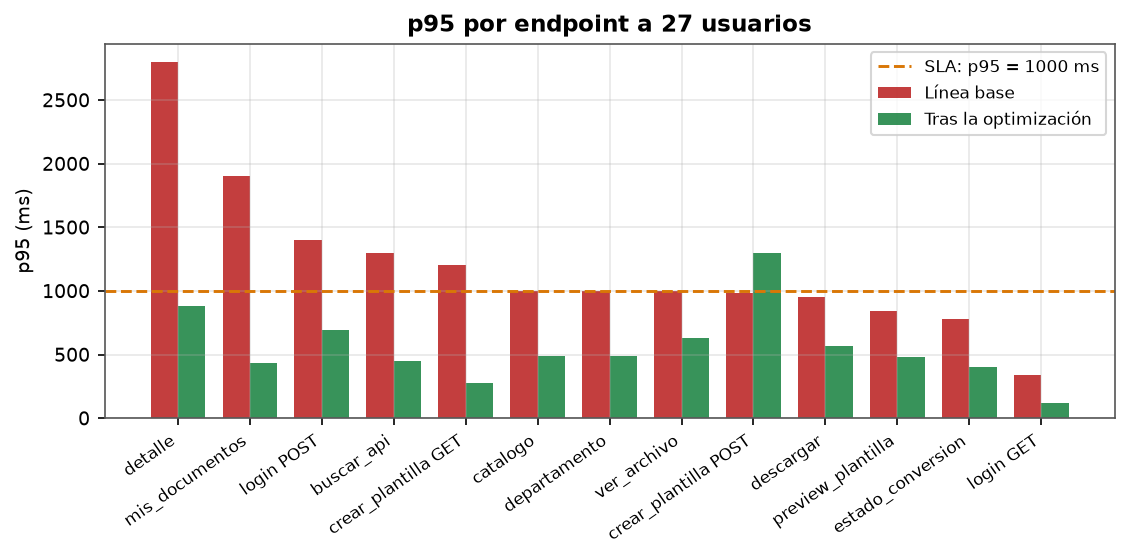 p95 por endpoint a 27 usuarios
SLA: p95 = 1000 ms
Línea base
Tras la optimización
p95 (ms)
2500
2000
1500
1000
500
0
detalle
mis_documentos
login POST
buscar_api
crear_plantilla GET
catalogo
departamento
ver_archivo
crear_plantilla POST
descargar
preview_plantilla
estado_conversion
login GET